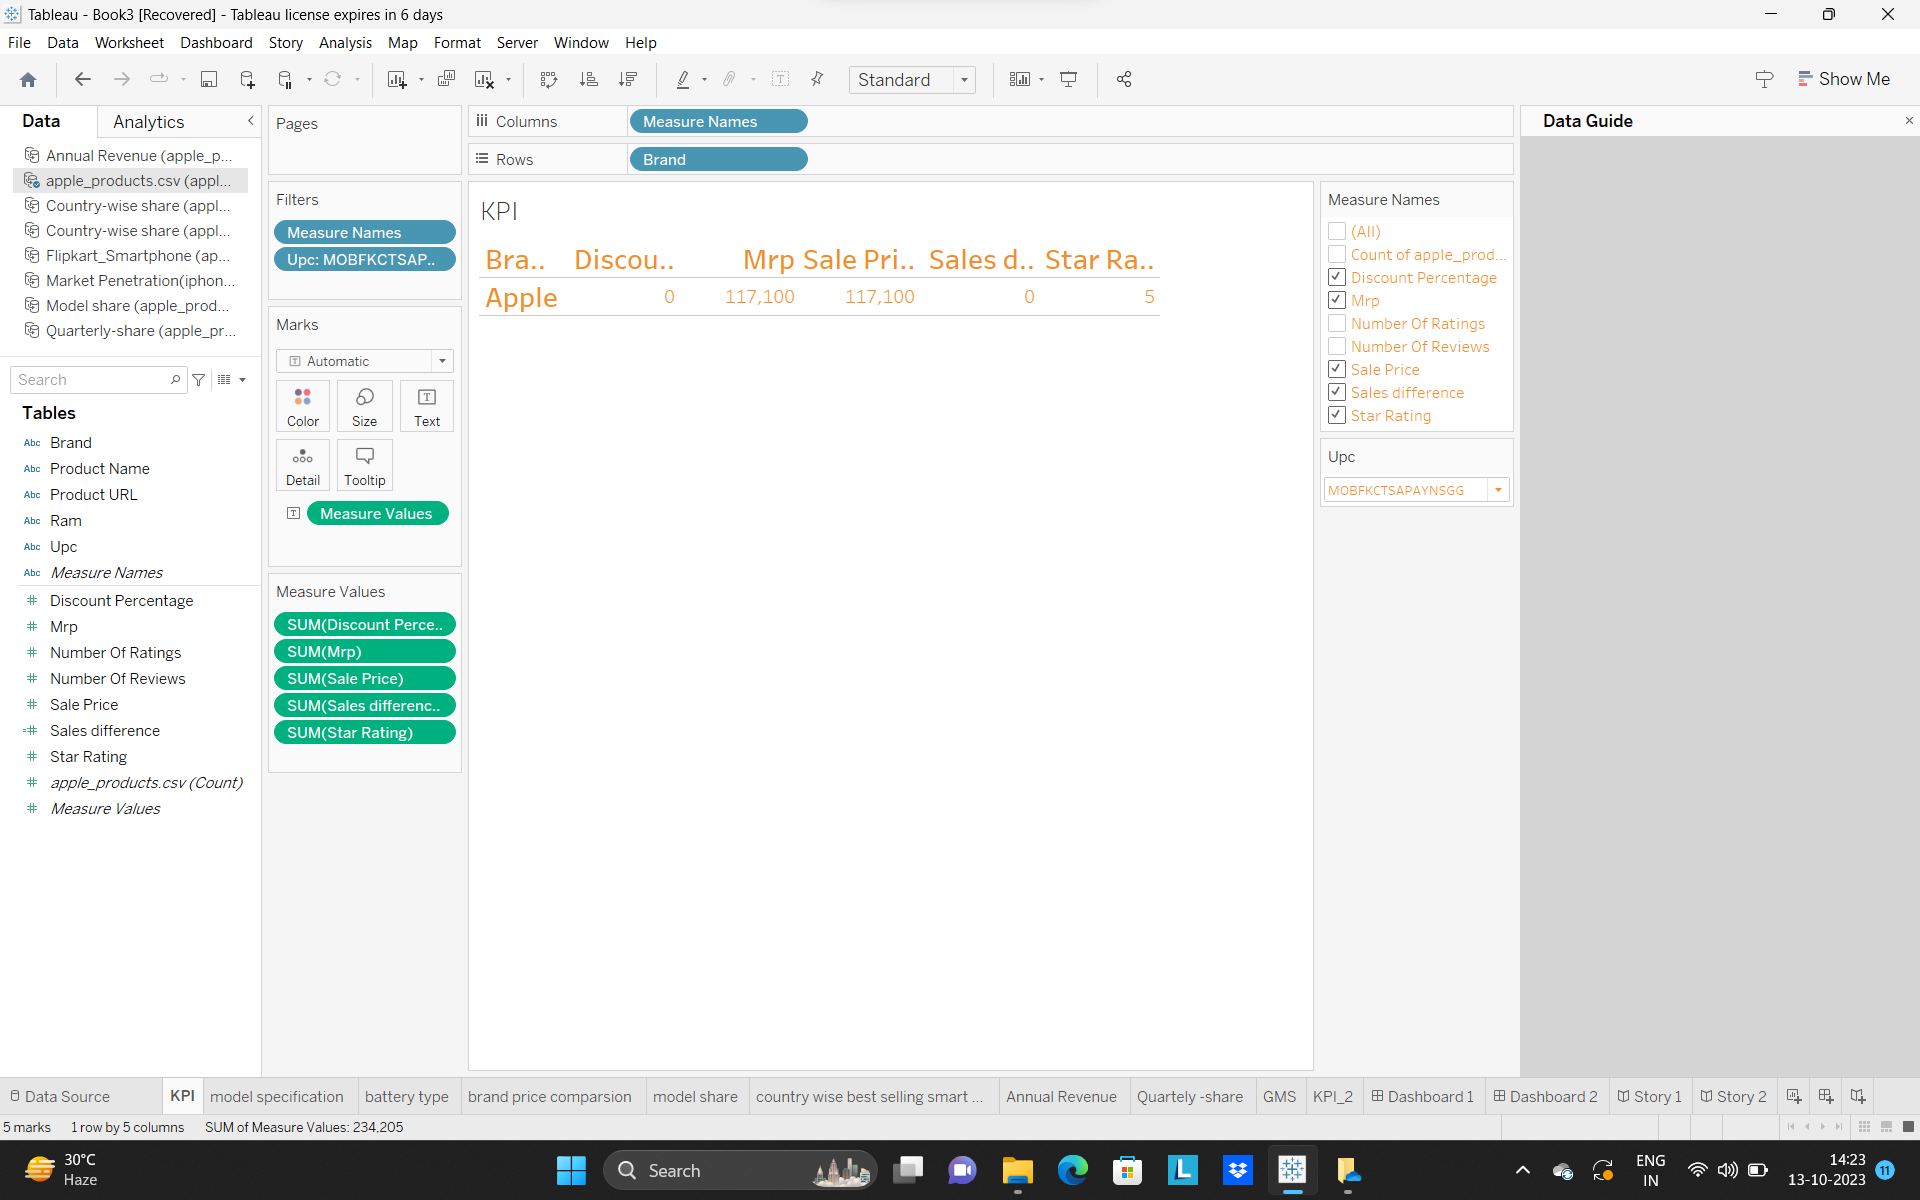 Tableau - Book3 [Recovered] - Tableau license expires in 6 days
File Data Worksheet Dashboard Story Analysis Map Format Server Window Help
Standard
Show Me
Data
Analytics
Annual Revenue (apple_p...
apple_products.csv (appl...
Country-wise share (appl...
Country-wise share (appl...
Flipkart_Smartphone (ap...
Market Penetration(iphon...
Model share (apple_prod...
Quarterly-share (apple_pr...
Search
Tables
Abc Brand
Abc Product Name
Abc Product URL
Abc Ram
Abc Upc
Abc Measure Names
# Discount Percentage
# Mrp
# Number Of Ratings
# Number Of Reviews
# Sale Price
=# Sales difference
# Star Rating
# apple_products.csv (Count)
# Measure Values
Pages
Filters
Measure Names
Upc: MOBFKCTSAP..
Marks
T Automatic
Color Size Text
Detail Tooltip
T Measure Values
Measure Values
SUM(Discount Perce..
SUM(Mrp)
SUM(Sale Price)
SUM(Sales differenc..
SUM(Star Rating)
Columns Measure Names
Rows Brand
KPI
Bra.. Discou.. Mrp Sale Pri.. Sales d.. Star Ra..
Apple 0 117,100 117,100 0 5
Measure Names
(All)
Count of apple_prod...
Discount Percentage
Mrp
Number Of Ratings
Number Of Reviews
Sale Price
Sales difference
Star Rating
Upc
MOBFKCTSAPAYNSGG
Data Guide
Data Source KPI model specification battery type brand price comparsion model share country wise best selling smart ... Annual Revenue Quartely -share GMS KPI_2 Dashboard 1 Dashboard 2 Story 1 Story 2
5 marks 1 row by 5 columns SUM of Measure Values: 234,205
30°C
Haze
Search
L
ENG
IN
14:23
13-10-2023
11